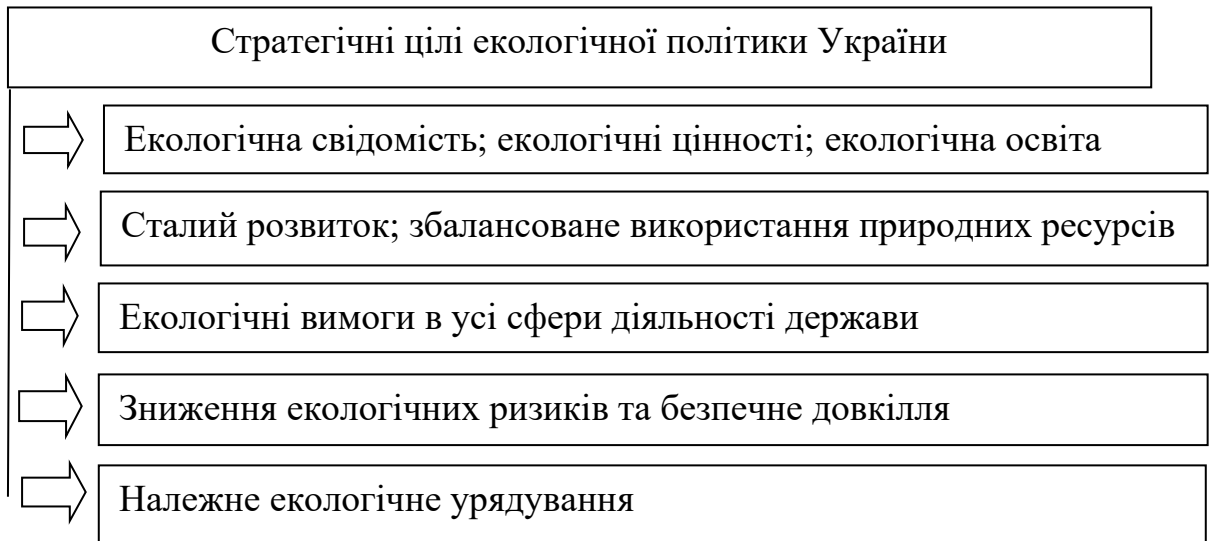 Стратегічні цілі екологічної політики України
Екологічна свідомість; екологічні цінності; екологічна освіта
Сталий розвиток; збалансоване використання природних ресурсів
Екологічні вимоги в усі сфери діяльності держави
Зниження екологічних ризиків та безпечне довкілля
Належне екологічне урядування